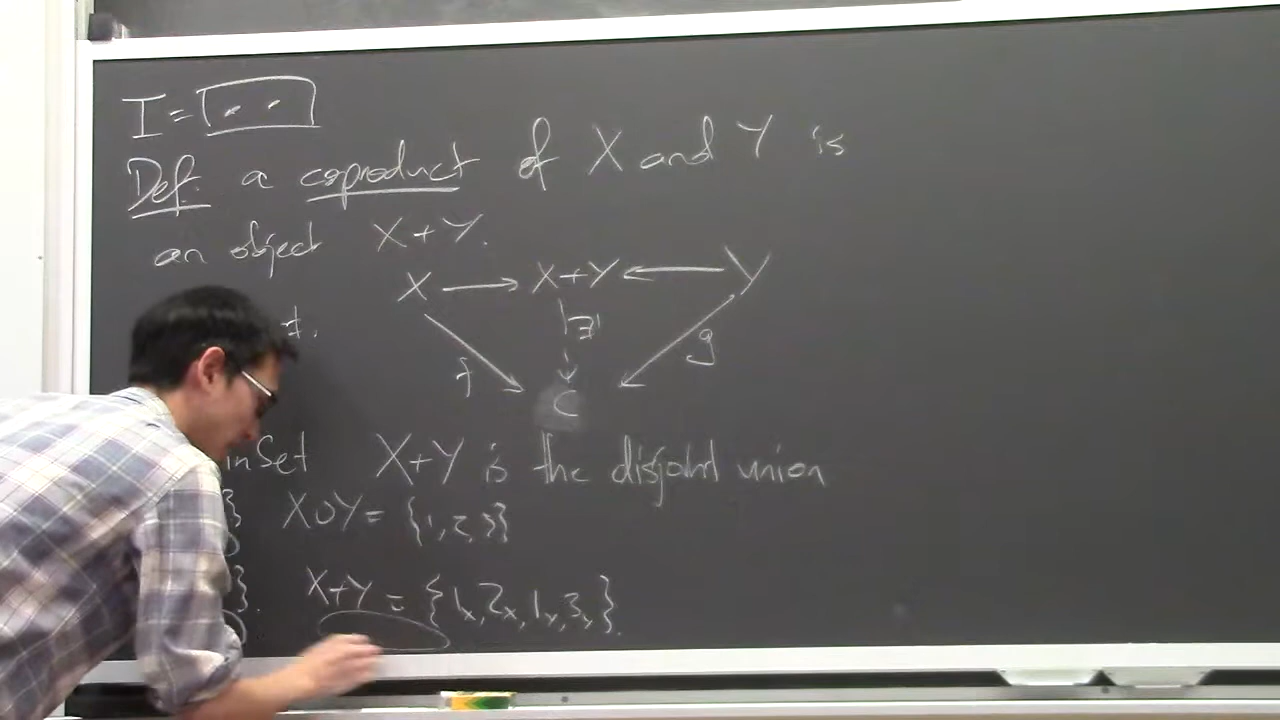 I = [· ·]
Def: a coproduct of X and Y is
an object X+Y.
X → X+Y ← Y
∃!
f g
C
in Set X+Y is the disjoint union
} X∪Y = {1,2,3}
}. X+Y = {1x, 2x, 1y, 3y}.